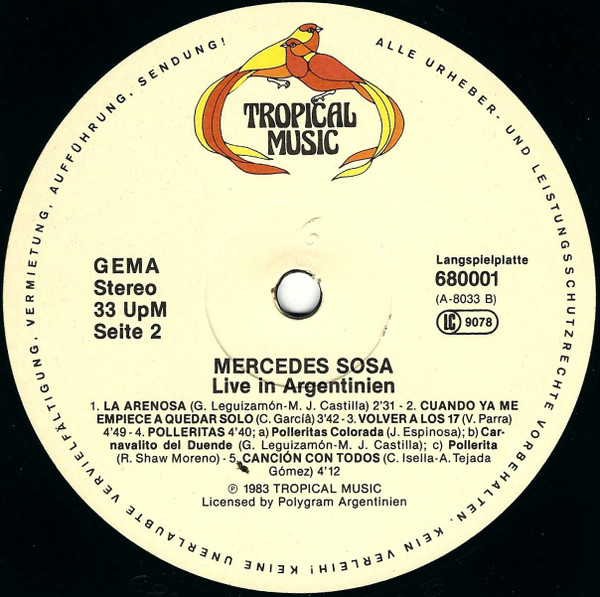 ALLE URHEBER- UND LEISTUNGSSCHUTZRECHTE VORBEHALTEN. KEIN VERLEIH! KEINE UNERLAUBTE VERVIELFÄLTIGUNG, VERMIETUNG, AUFFÜHRUNG, SENDUNG!
TROPICAL
MUSIC
GEMA
Stereo
33 UpM
Seite 2
Langspielplatte
680001
(A-8033 B)
LC 9078
MERCEDES SOSA
Live in Argentinien
1. LA ARENOSA (G. Leguizamón-M. J. Castilla) 2'31 - 2. CUANDO YA ME
EMPIECE A QUEDAR SOLO (C. Garcíá) 3'42 - 3. VOLVER A LOS 17 (V. Parra)
4'49 - 4. POLLERITAS 4'40; a) Polleritas Colorada (J. Espinosa); b) Car-
navalito del Duende (G. Leguizamón-M. J. Castilla); c) Pollerita
(R. Shaw Moreno) - 5. CANCIÓN CON TODOS (C. Isella-A. Tejada
Gómez) 4'12
℗ 1983 TROPICAL MUSIC
Licensed by Polygram Argentinien